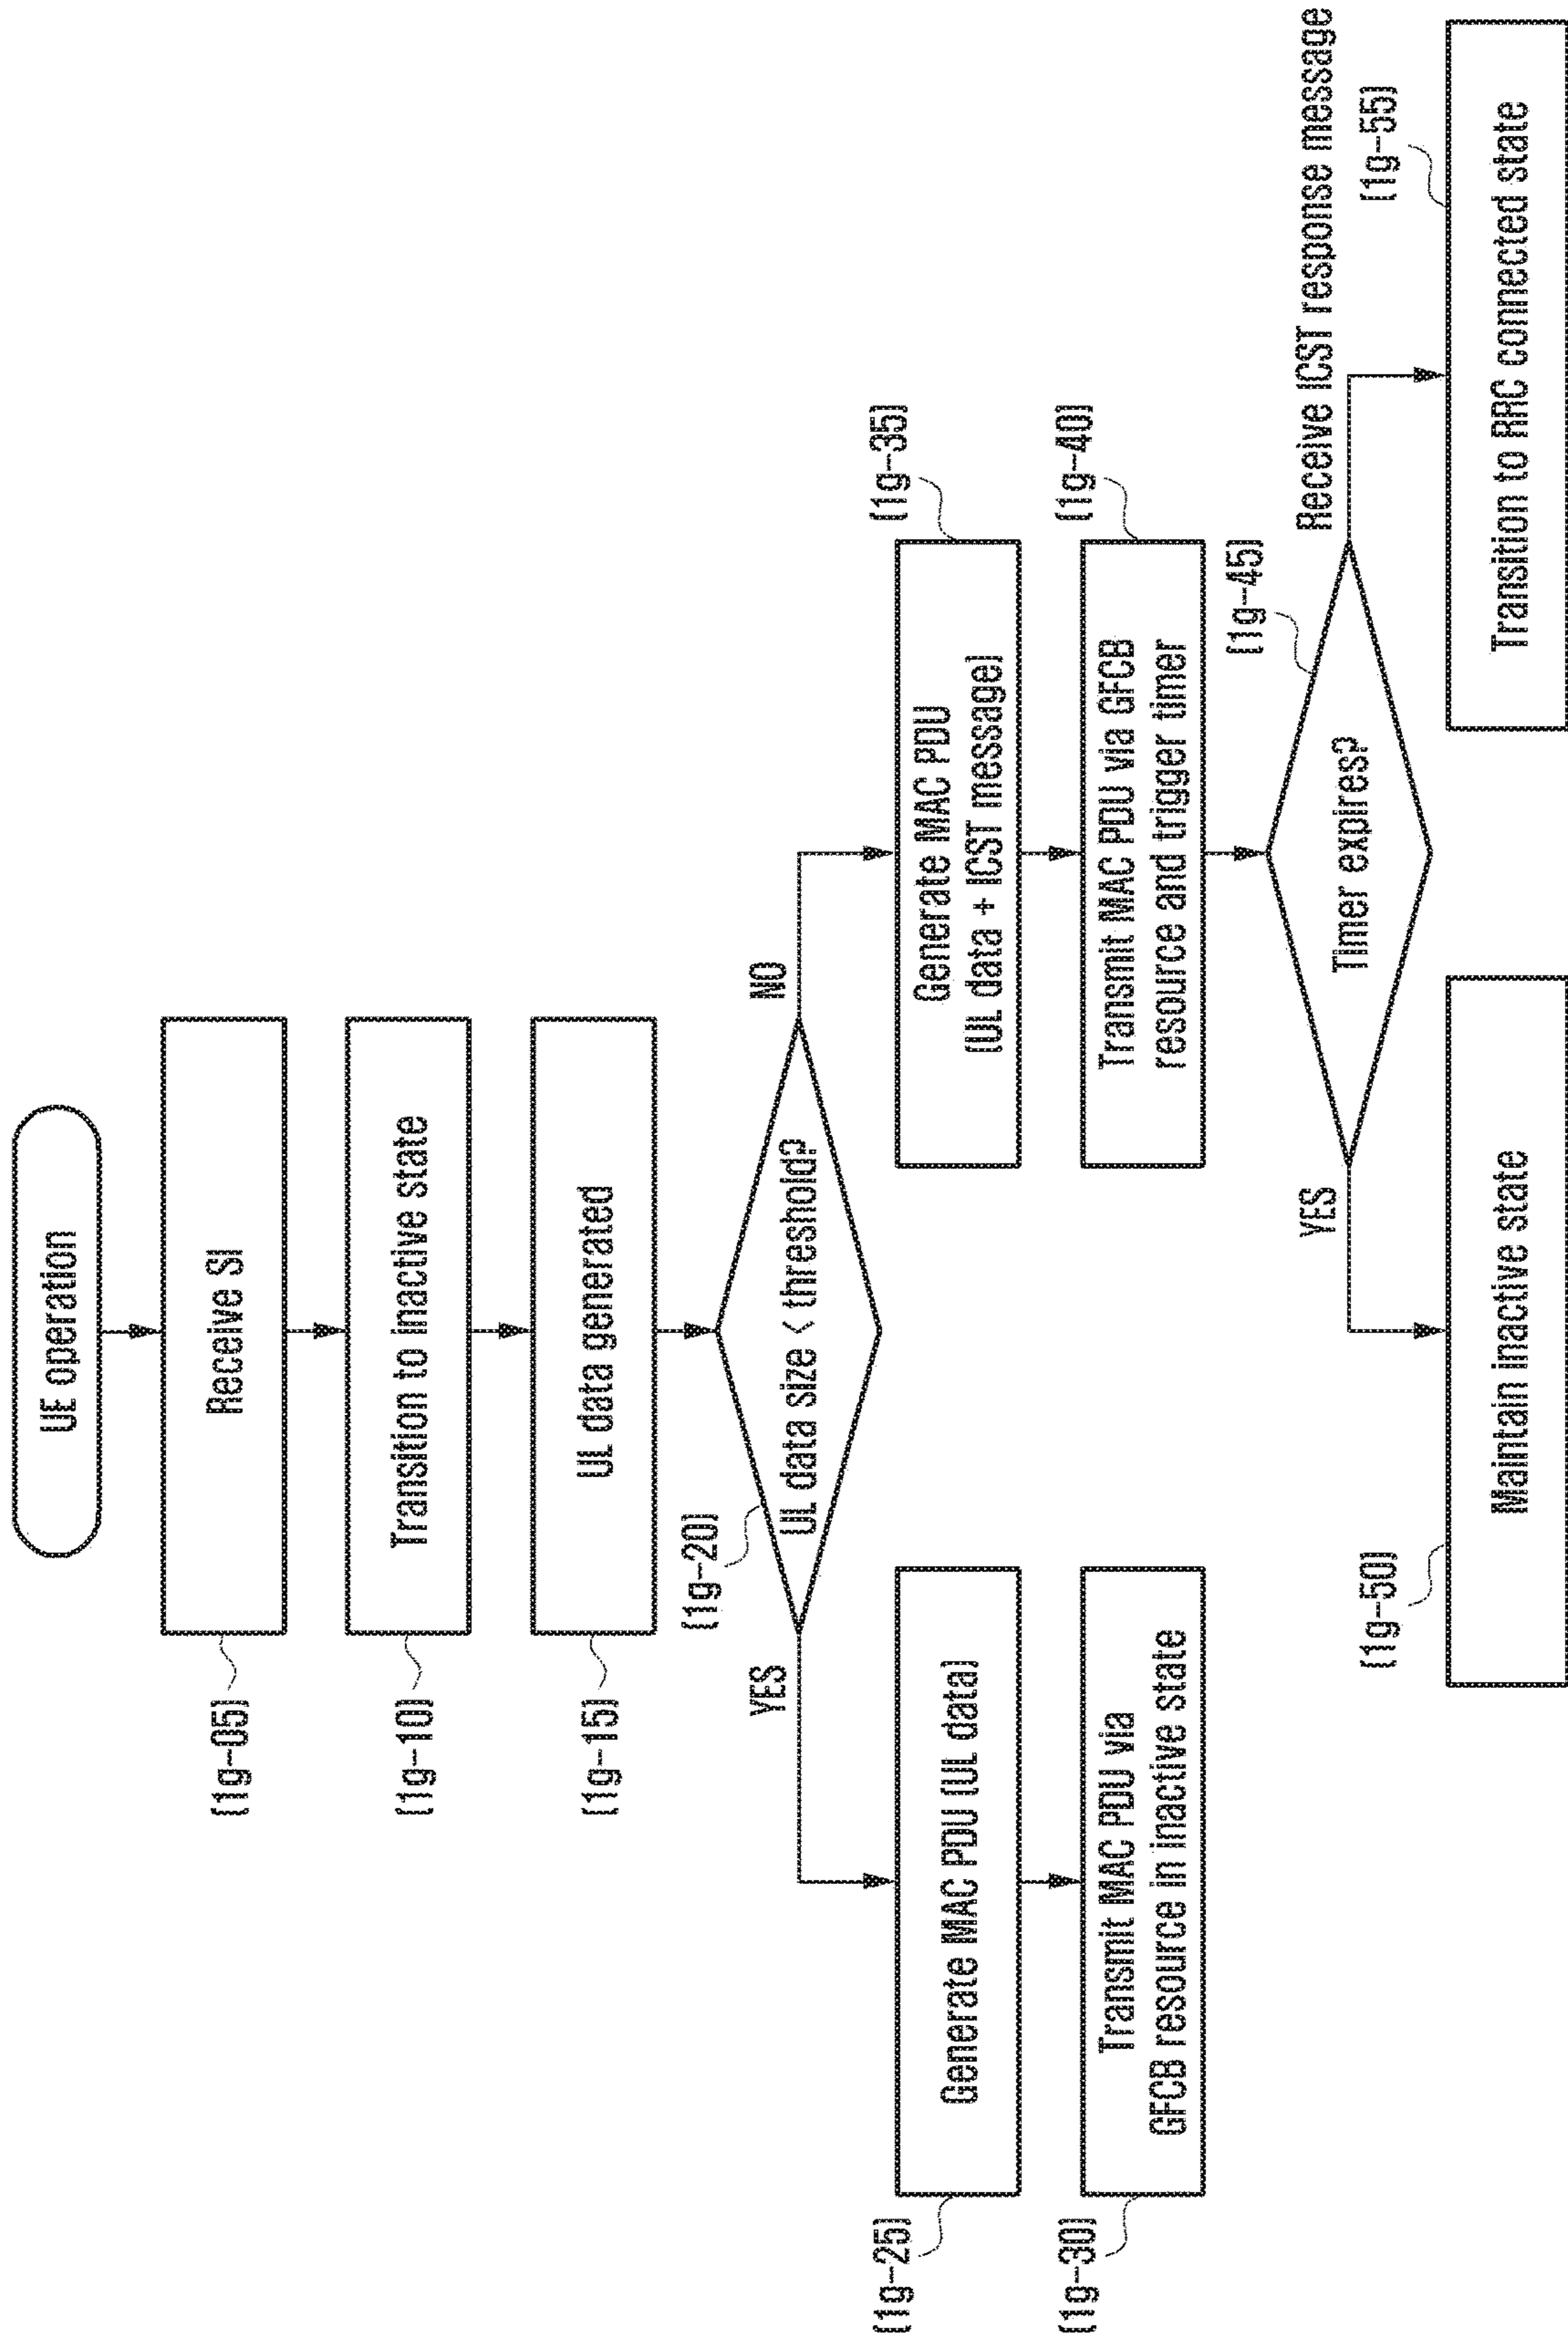 UE operation
(1g-05)
Receive SI
(1g-10)
Transition to inactive state
(1g-15)
UL data generated
(1g-20)
UL data size < threshold?
YES
NO
(1g-25)
Generate MAC PDU (UL data)
(1g-30)
Transmit MAC PDU via
GFCB resource in inactive state
(1g-35)
Generate MAC PDU
(UL data + ICST message)
(1g-40)
Transmit MAC PDU via GFCB
resource and trigger timer
(1g-45)
Timer expires?
YES
Receive ICST response message
(1g-50)
Maintain inactive state
(1g-55)
Transition to RRC connected state